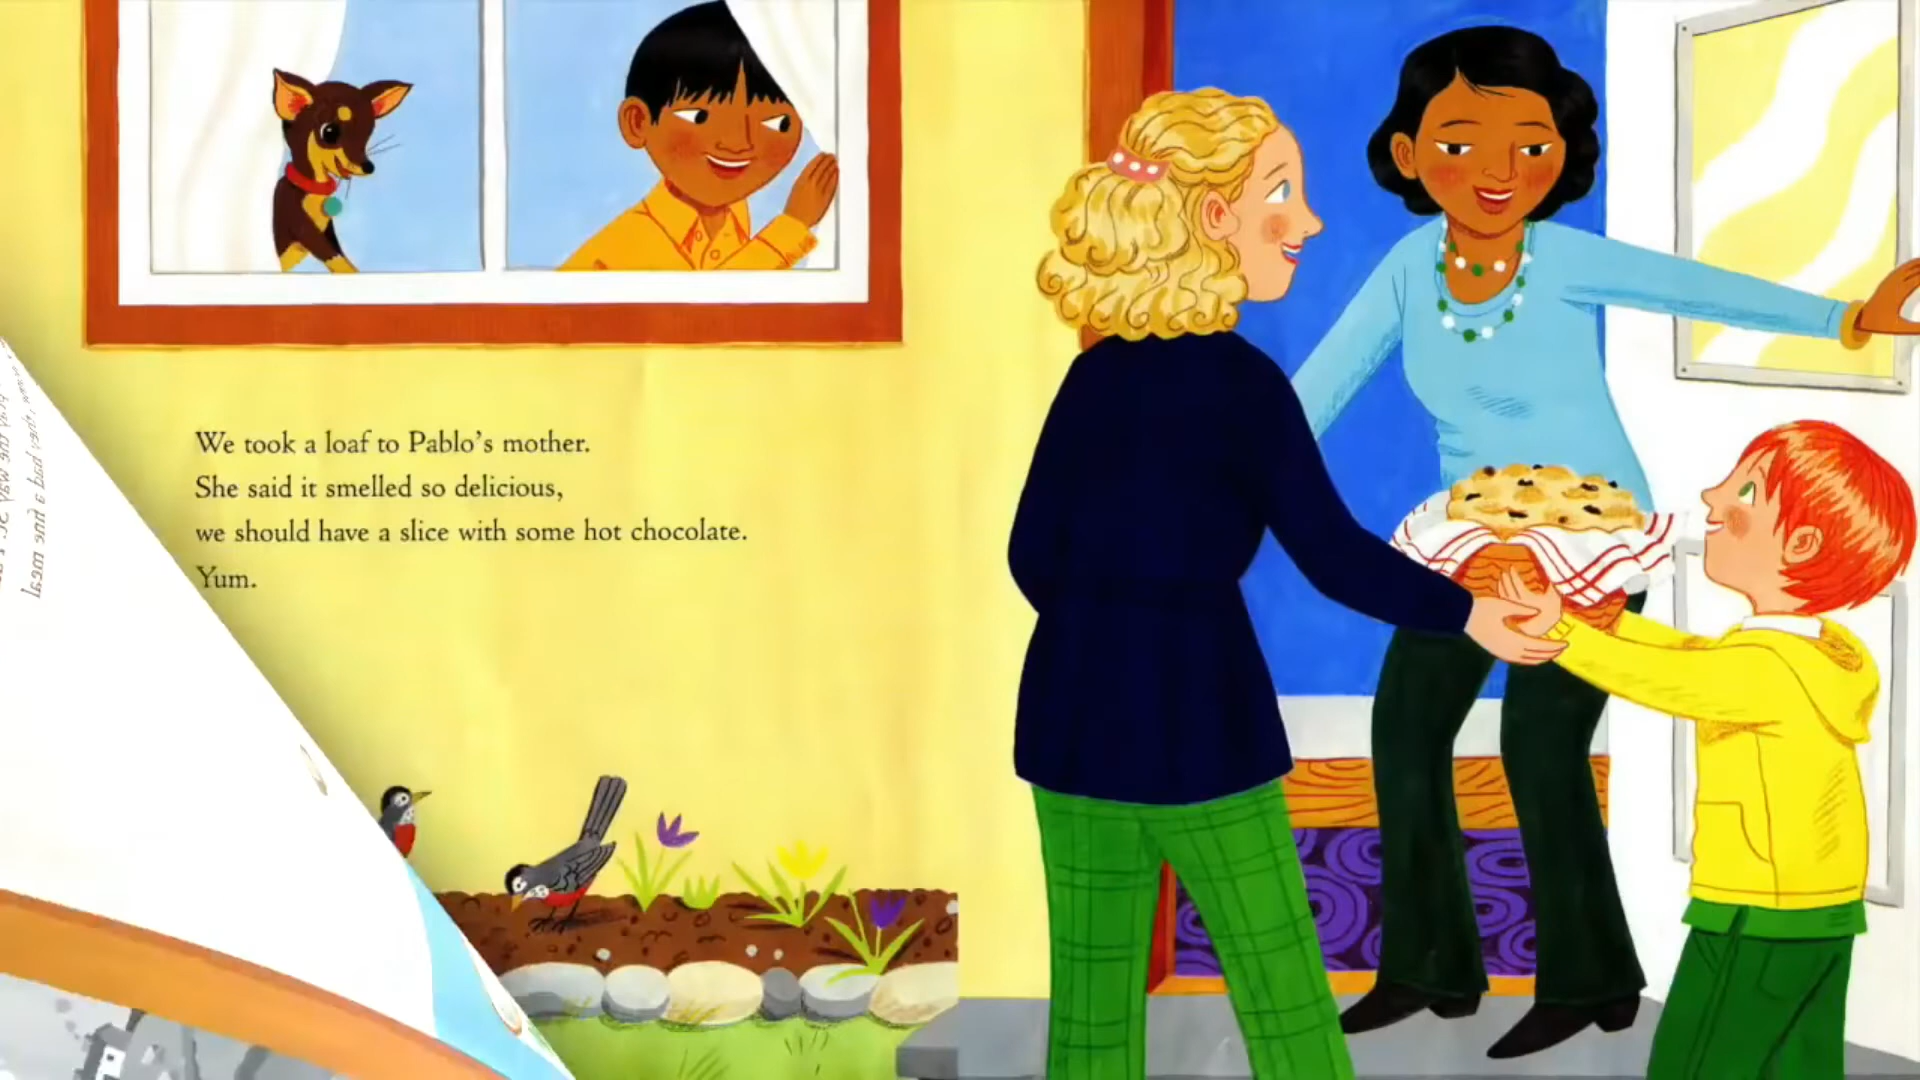 We took a loaf to Pablo's mother.
She said it smelled so delicious,
we should have a slice with some hot chocolate.
Yum.